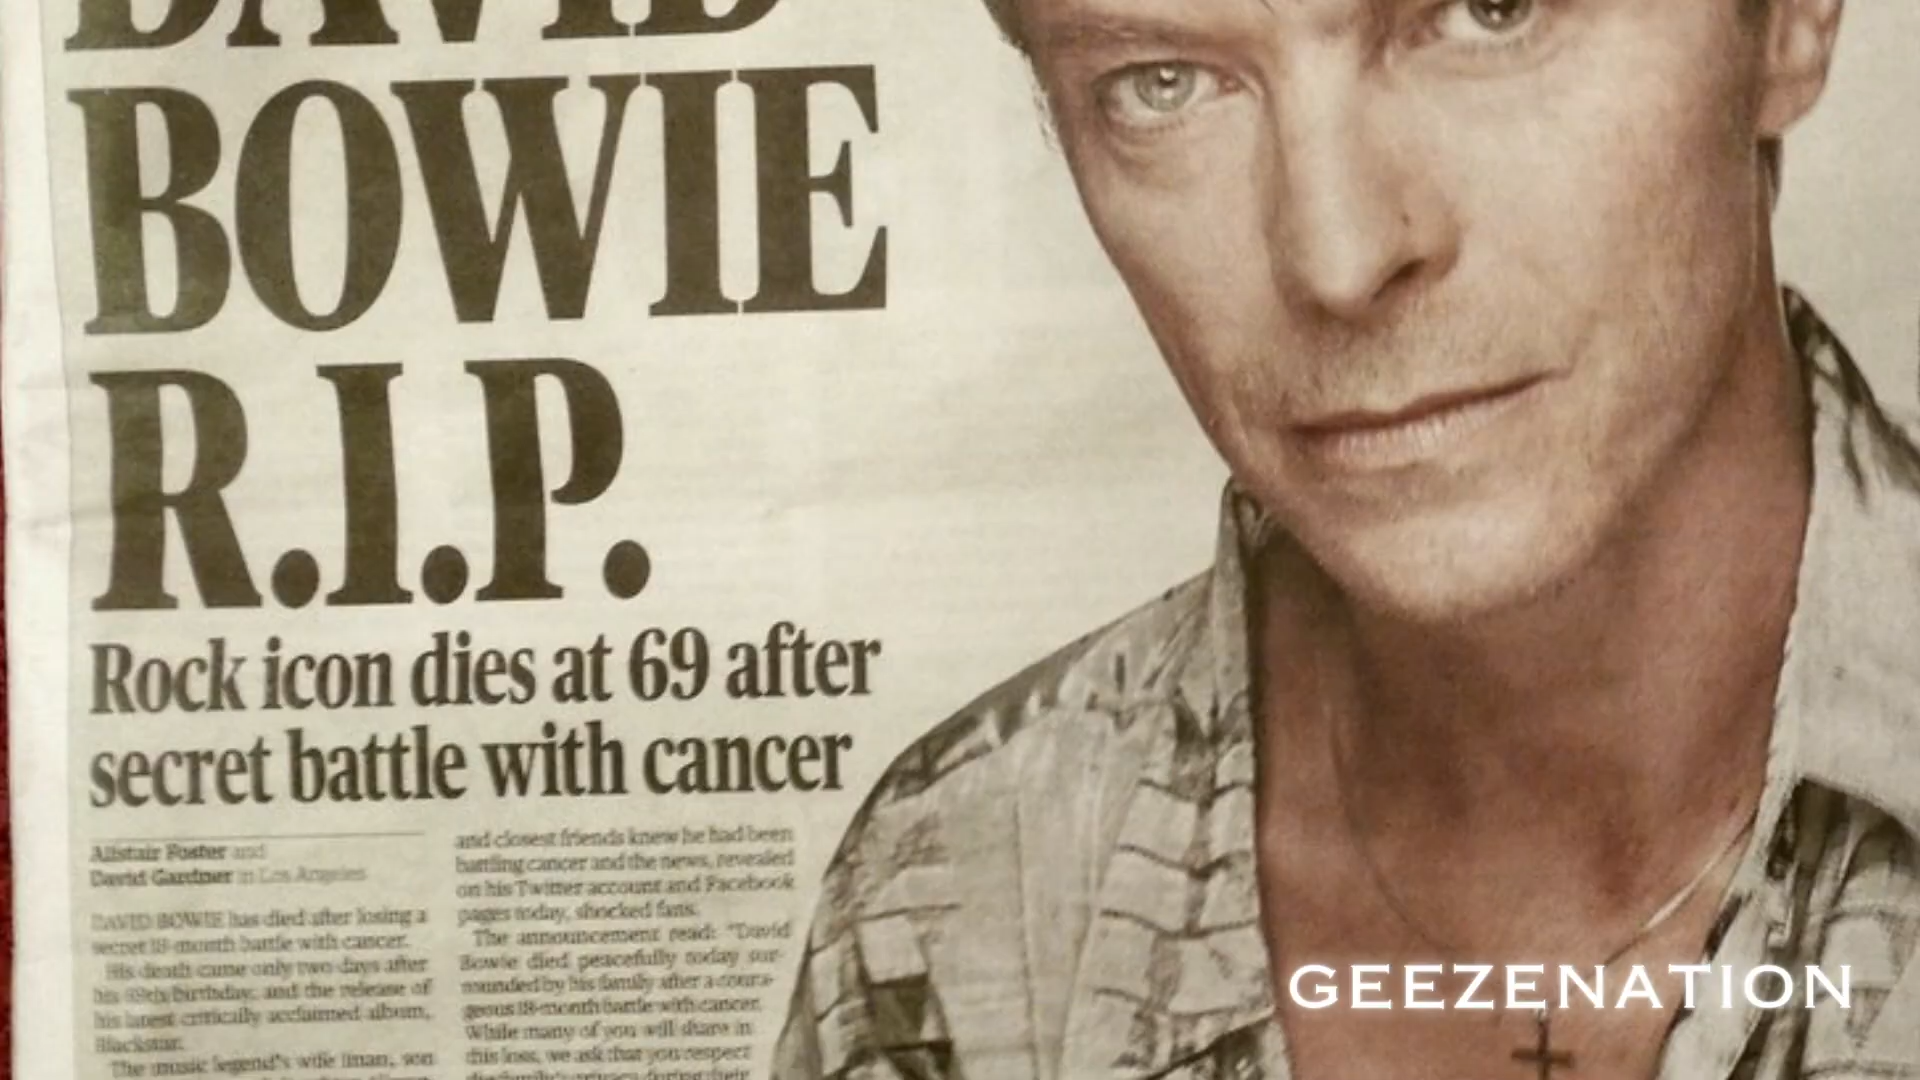 DAVID
BOWIE
R.I.P.
Rock icon dies at 69 after
secret battle with cancer
Alistair Foster and
David Gardner in Los Angeles
DAVID BOWIE has died after losing a
secret 18-month battle with cancer.
His death came only two days after
his 69th birthday, and the release of
his latest critically acclaimed album,
Blackstar.
The music legend's wife Iman, son
and closest friends knew he had been
battling cancer and the news, revealed
on his Twitter account and Facebook
pages today, shocked fans.
The announcement read: "David
Bowie died peacefully today sur-
rounded by his family after a coura-
geous 18-month battle with cancer.
While many of you will share in
this loss, we ask that you respect
the family's privacy during their
GEEZENATION